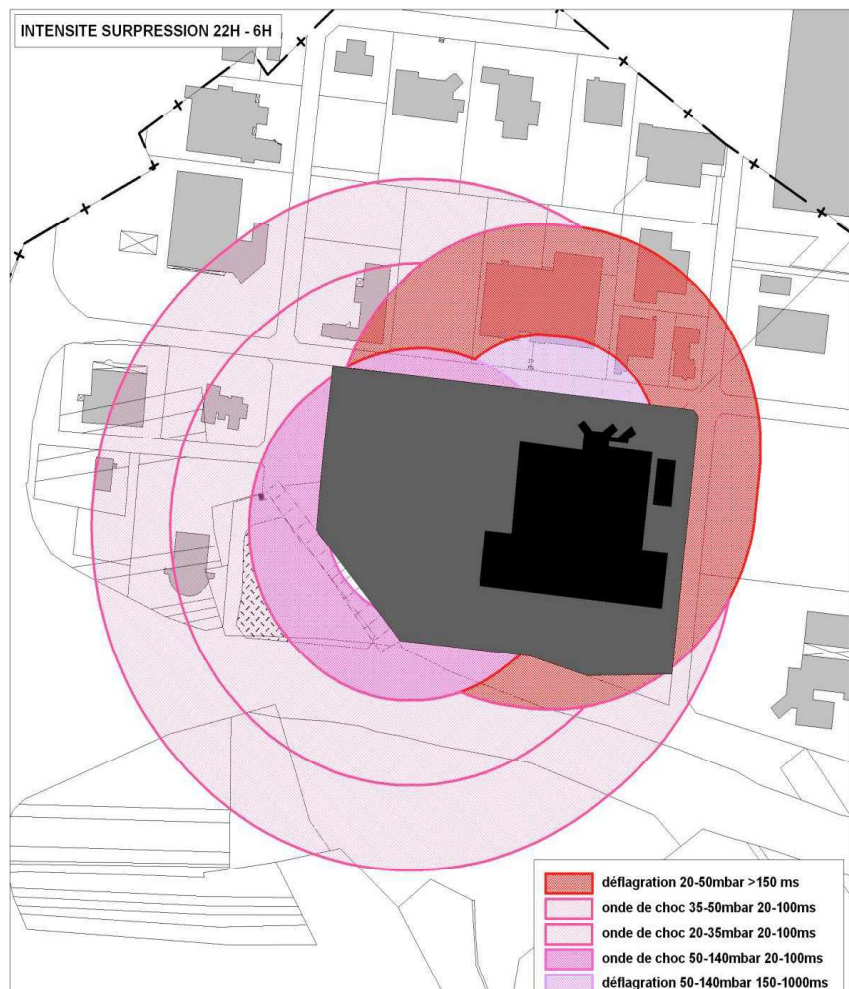 INTENSITE SURPRESSION 22H - 6H
déflagration 20-50mbar >150 ms
onde de choc 35-50mbar 20-100ms
onde de choc 20-35mbar 20-100ms
onde de choc 50-140mbar 20-100ms
déflagration 50-140mbar 150-1000ms